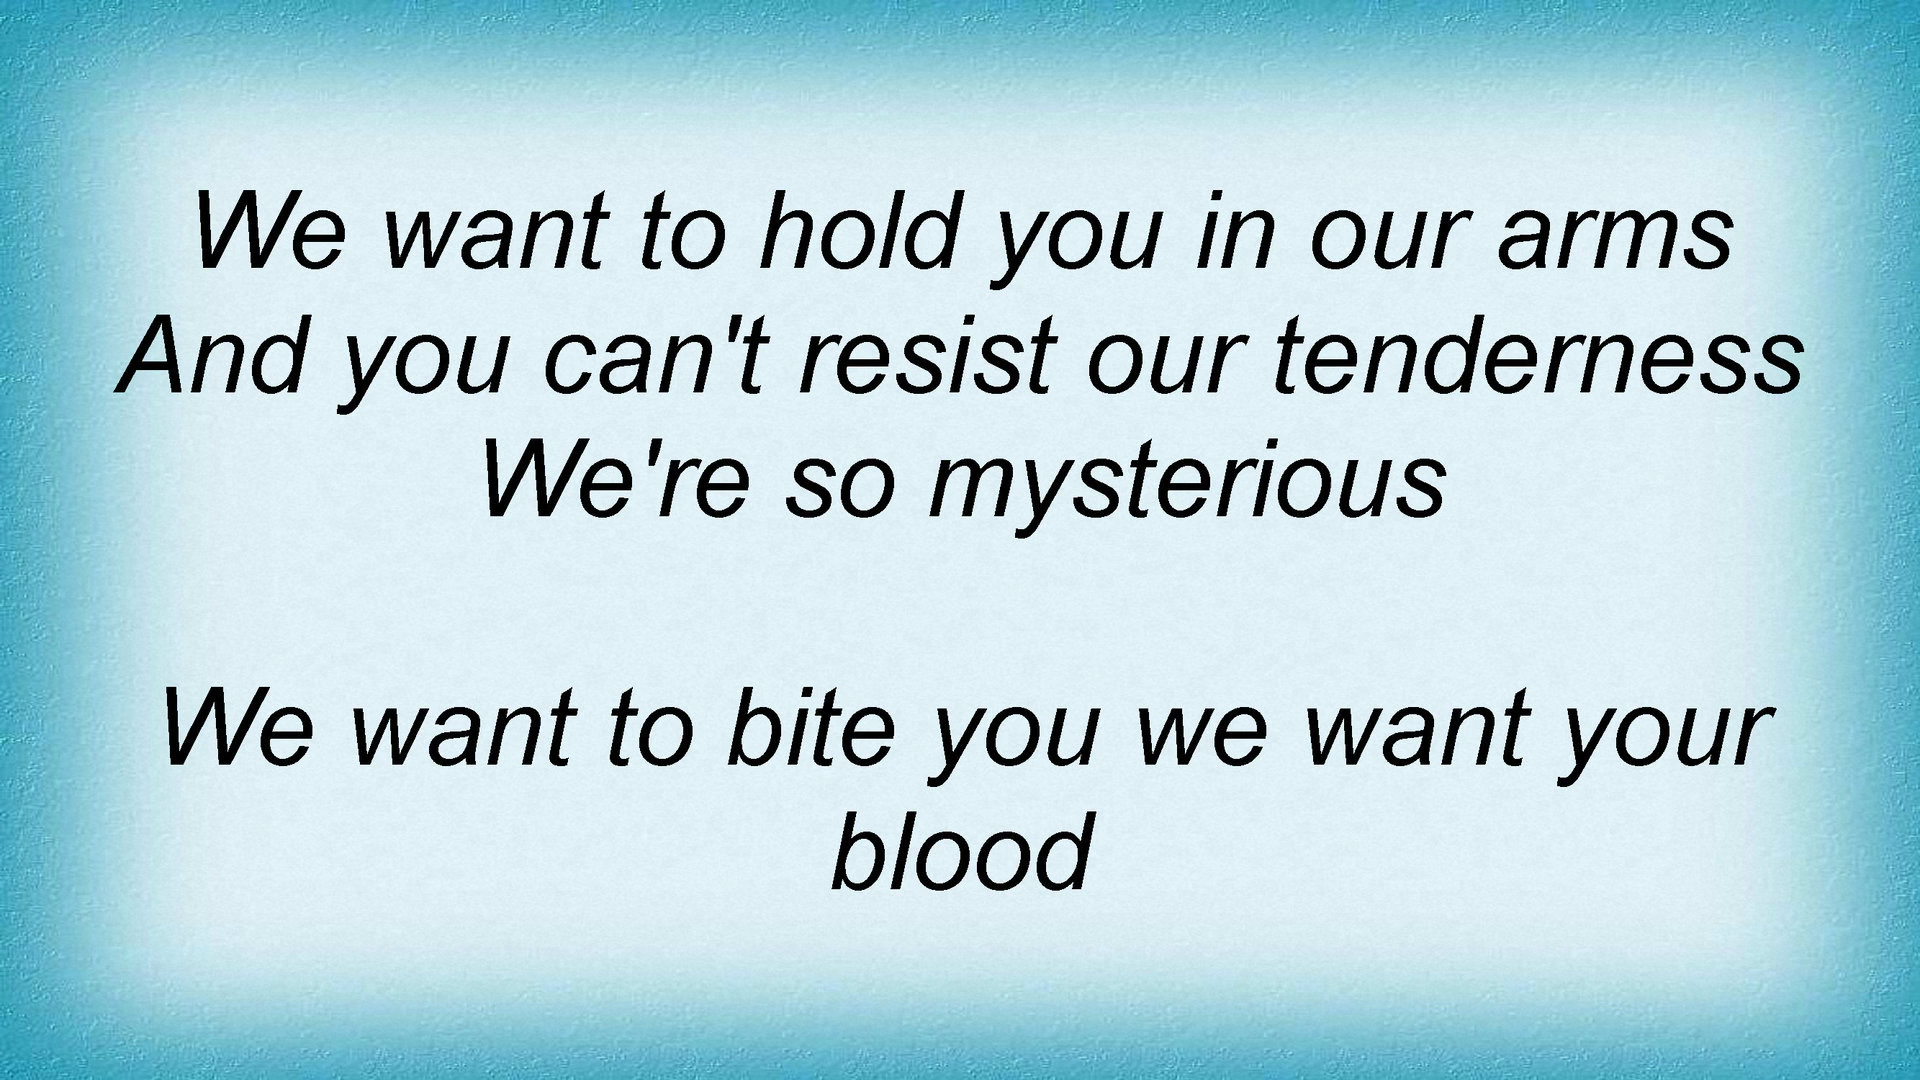 We want to hold you in our arms
And you can't resist our tenderness
We're so mysterious
We want to bite you we want your
blood